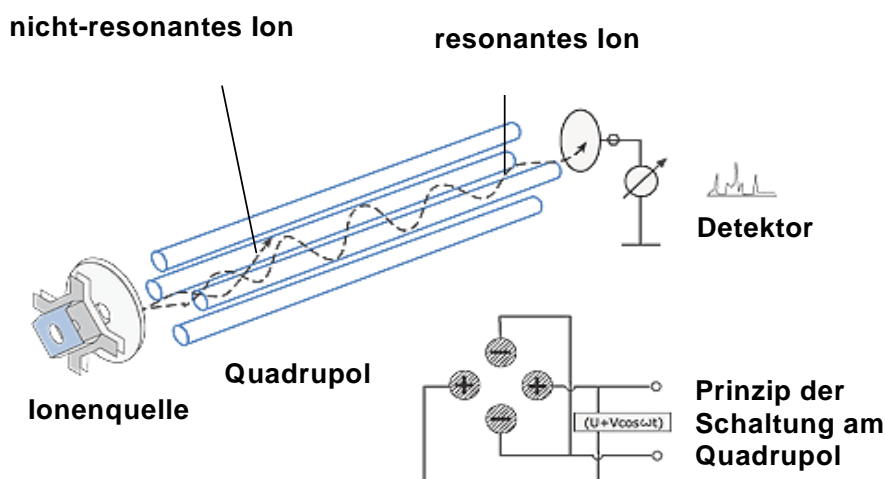 nicht-resonantes Ion
resonantes Ion
Detektor
Quadrupol
Ionenquelle
(U+Vcosωt)
Prinzip der
Schaltung am
Quadrupol